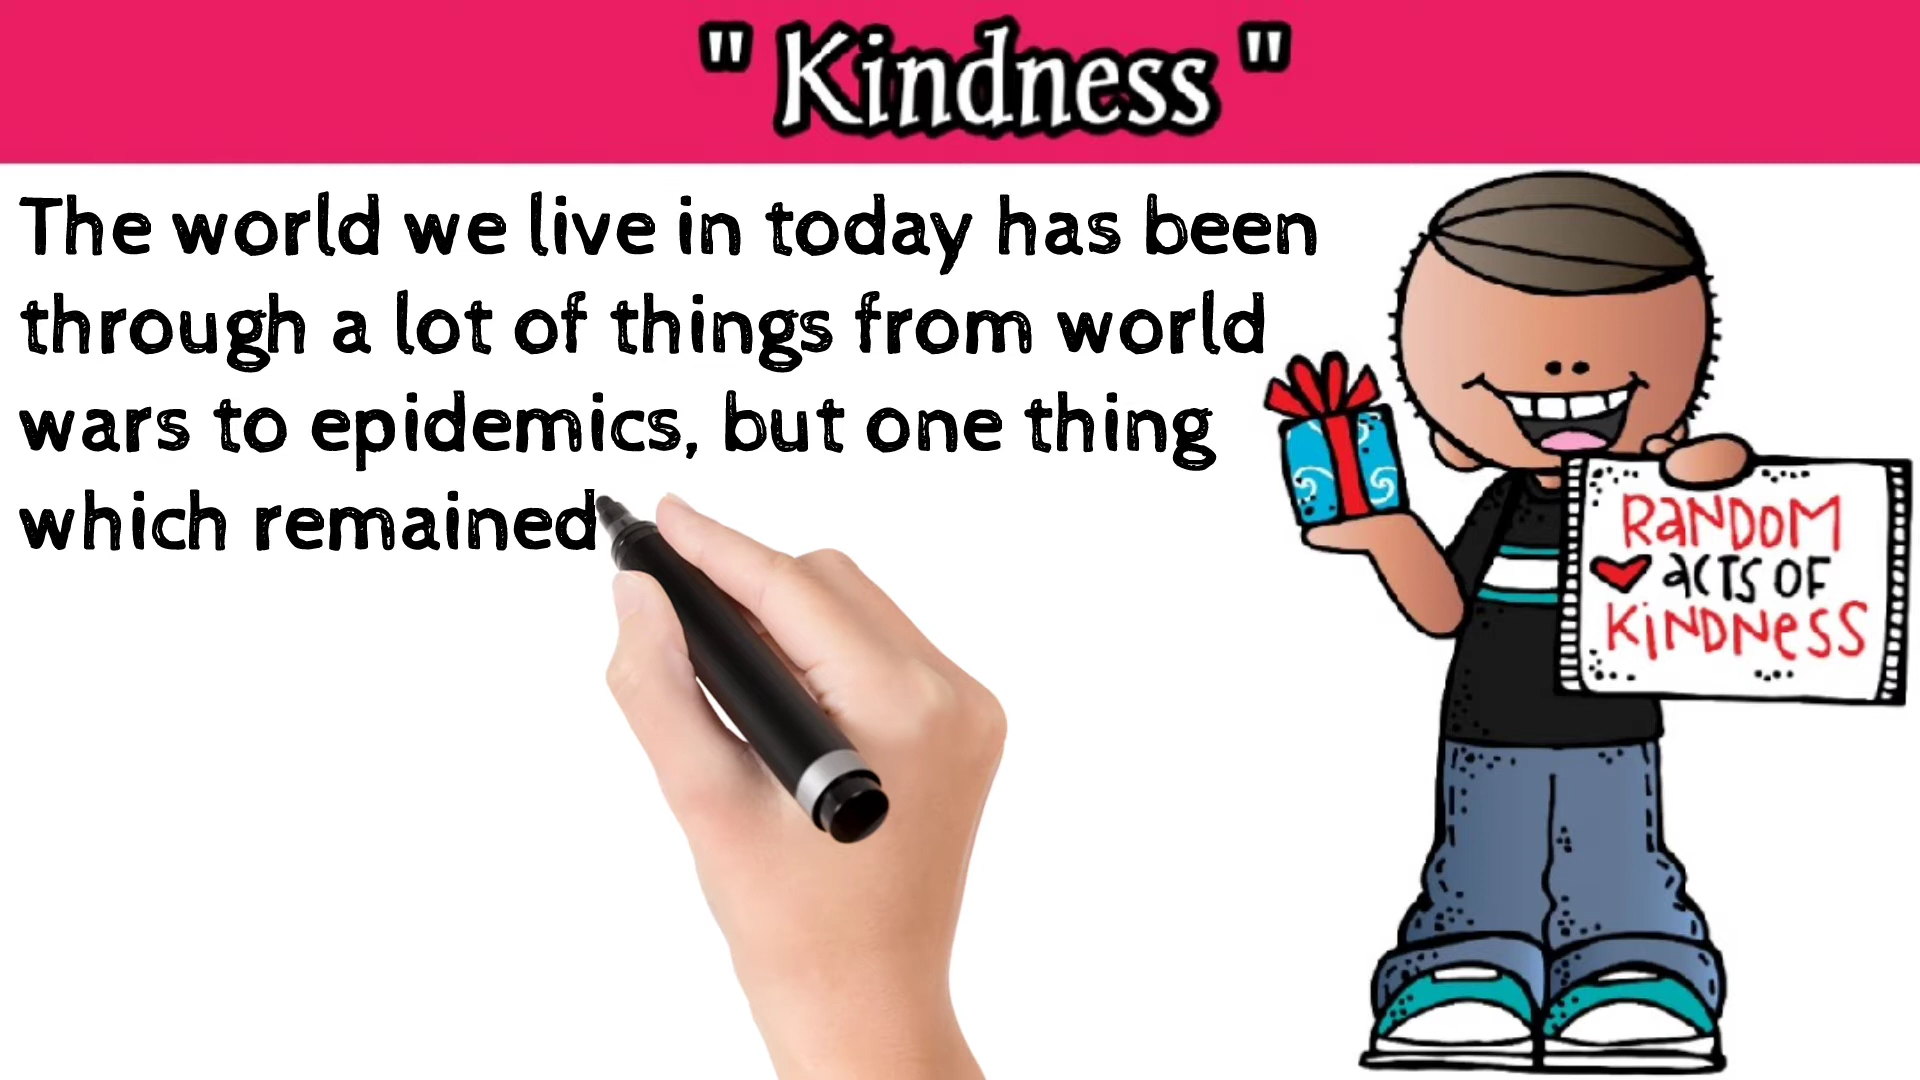 " Kindness "
The world we live in today has been
through a lot of things from world
wars to epidemics, but one thing
which remained
RANDOM
acts of
KiNDNeSS